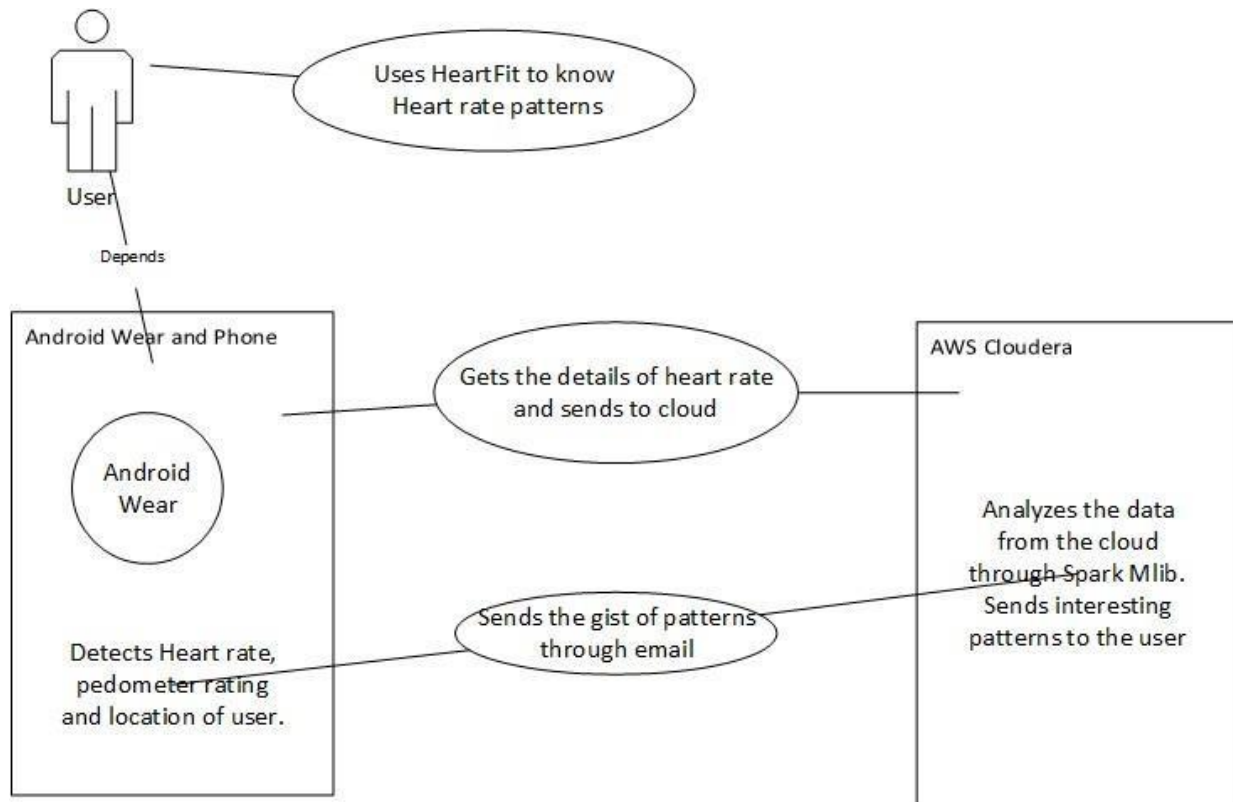 Uses HeartFit to know
Heart rate patterns
User
Depends
Android Wear and Phone
Android
Wear
Detects Heart rate,
pedometer rating
and location of user.
Gets the details of heart rate
and sends to cloud
Sends the gist of patterns
through email
AWS Cloudera
Analyzes the data
from the cloud
through Spark Mlib.
Sends interesting
patterns to the user